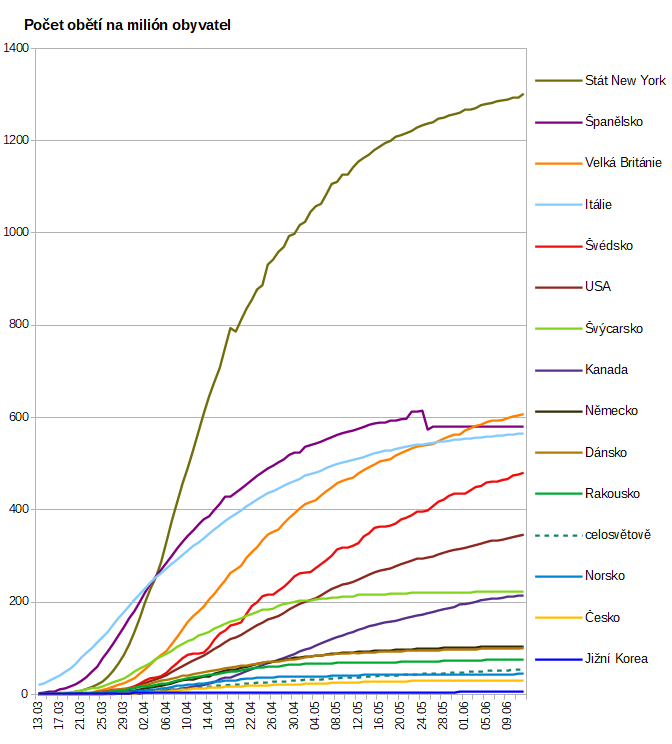 Počet obětí na milión obyvatel
1400
1200
1000
800
600
400
200
0
13.03
17.03
21.03
25.03
29.03
02.04
06.04
10.04
14.04
18.04
22.04
26.04
30.04
04.05
08.05
12.05
16.05
20.05
24.05
28.05
01.06
05.06
09.06
Stát New York
Španělsko
Velká Británie
Itálie
Švédsko
USA
Švýcarsko
Kanada
Německo
Dánsko
Rakousko
celosvětově
Norsko
Česko
Jižní Korea